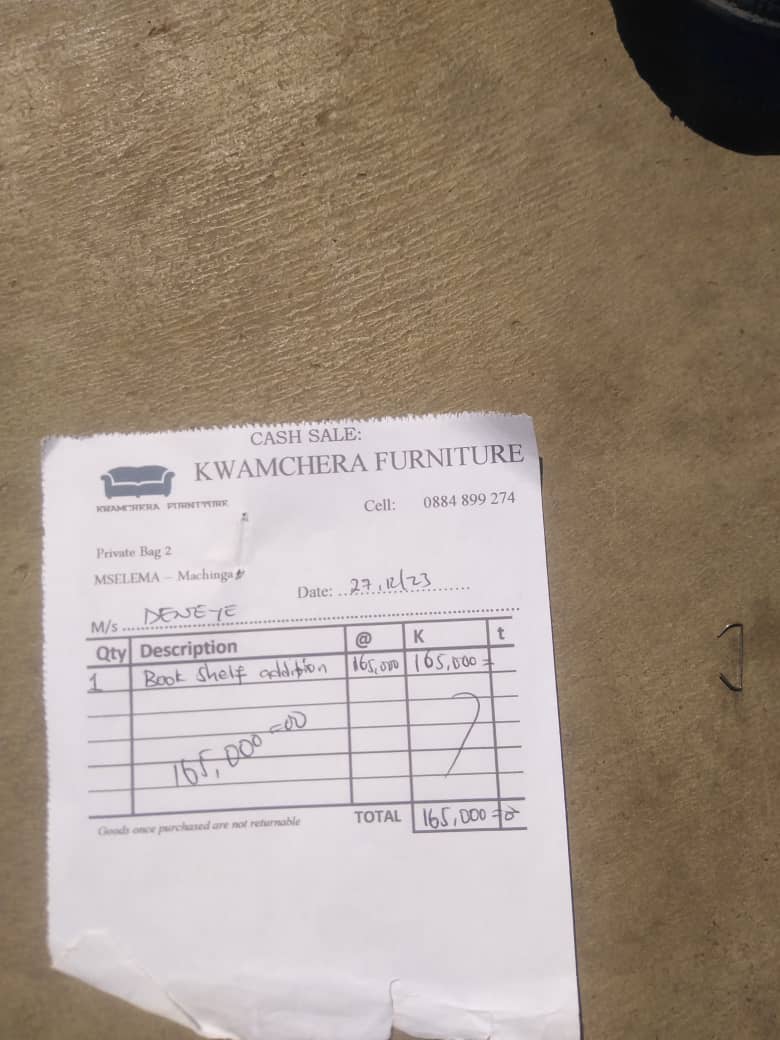 CASH SALE:
KWAMCHERA FURNITURE
KWAMCHERA FURNITURE
Cell: 0884 899 274
Private Bag 2
MSELEMA – Machinga
Date: 27.12/23
M/s DENEYE
Qty Description @ K t
1 Book Shelf addition 165,000 165,000 =
165,000 =00
Goods once purchased are not returnable
TOTAL 165,000 =